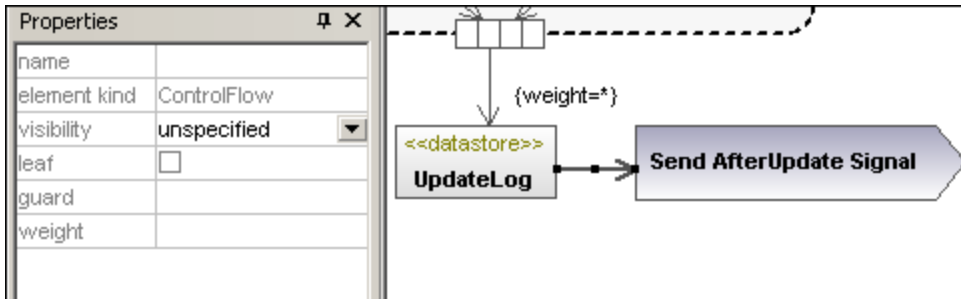 Properties
name
element kind ControlFlow
visibility unspecified
leaf
guard
weight
{weight=*}
<<datastore>>
UpdateLog
Send AfterUpdate Signal